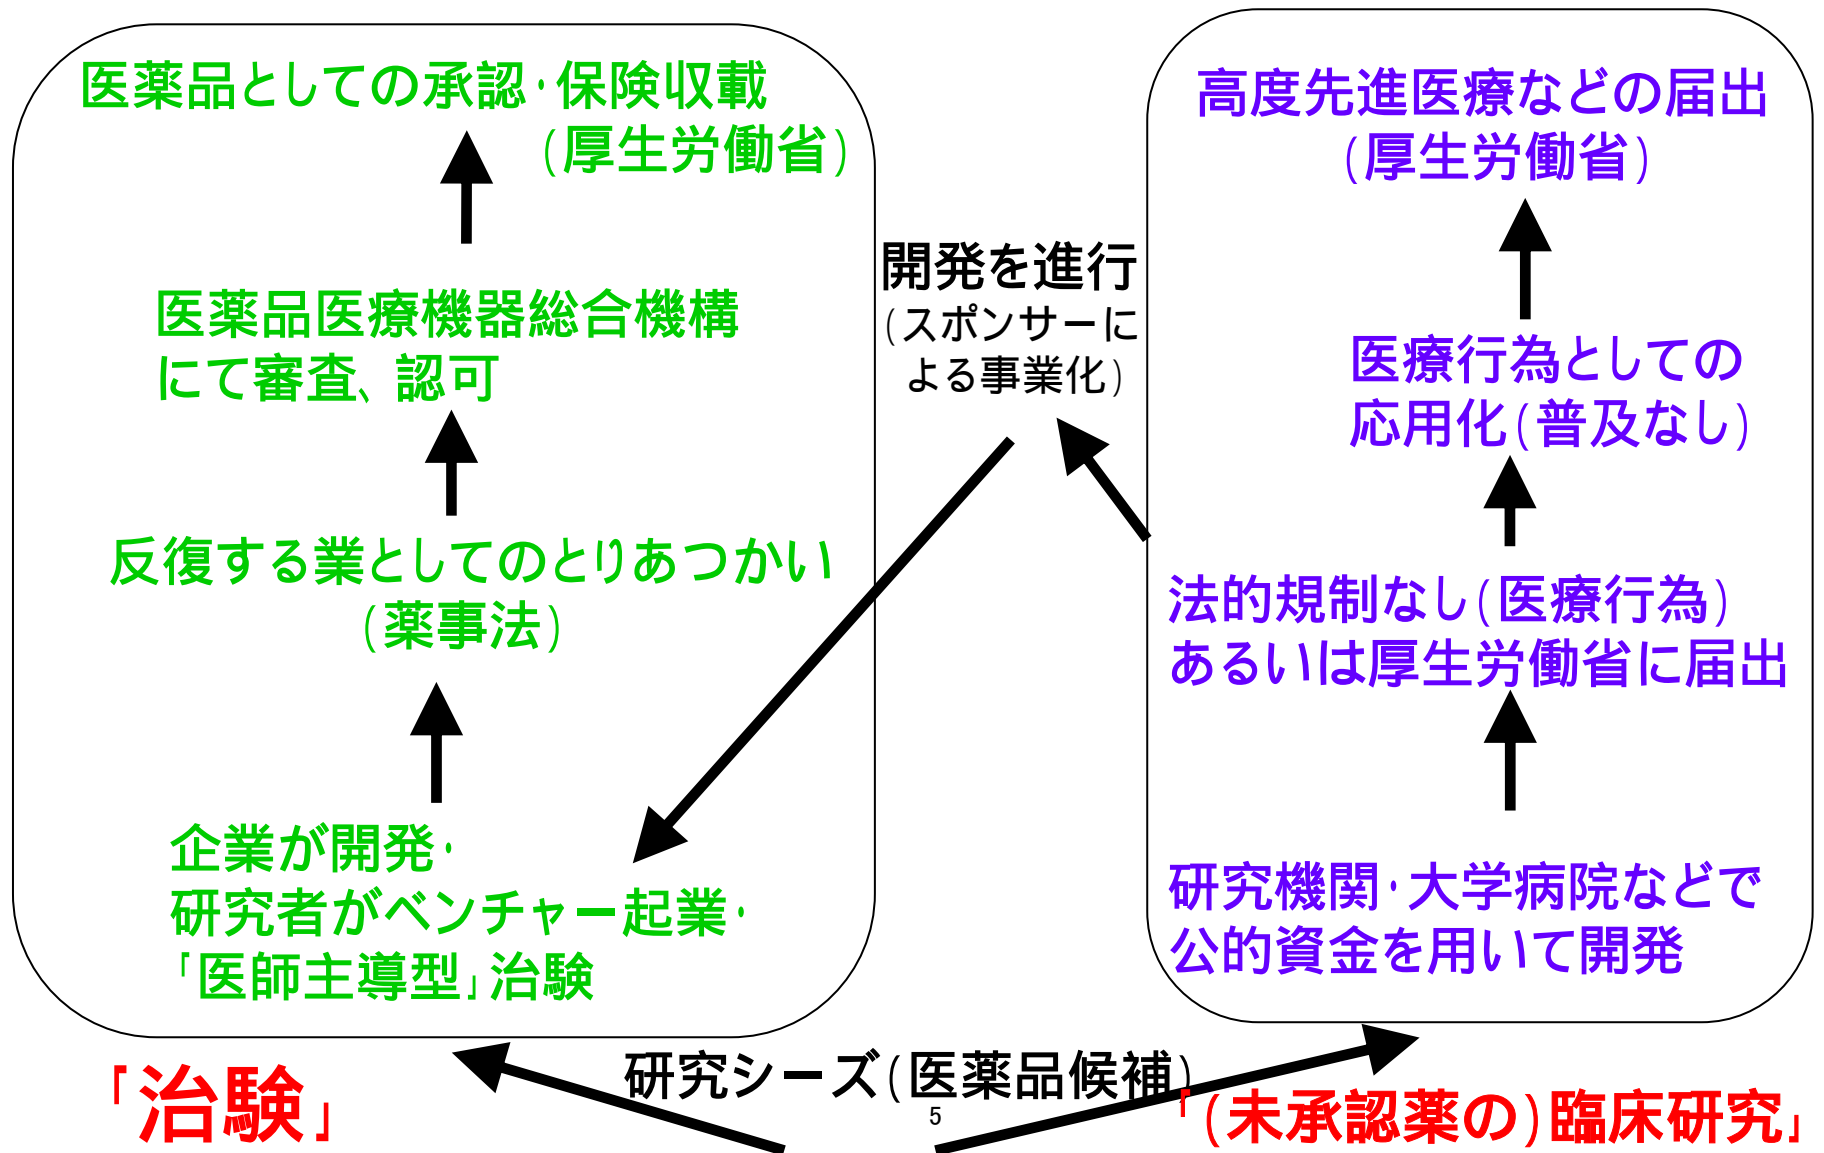 医薬品としての承認・保険収載
(厚生労働省)
医薬品医療機器総合機構
にて審査、認可
反復する業としてのとりあつかい
(薬事法)
企業が開発・
研究者がベンチャー起業・
「医師主導型」治験
「治験」
開発を進行
(スポンサーに
よる事業化)
高度先進医療などの届出
(厚生労働省)
医療行為としての
応用化(普及なし)
法的規制なし(医療行為)
あるいは厚生労働省に届出
研究機関・大学病院などで
公的資金を用いて開発
研究シーズ(医薬品候補)
5
「(未承認薬の)臨床研究」